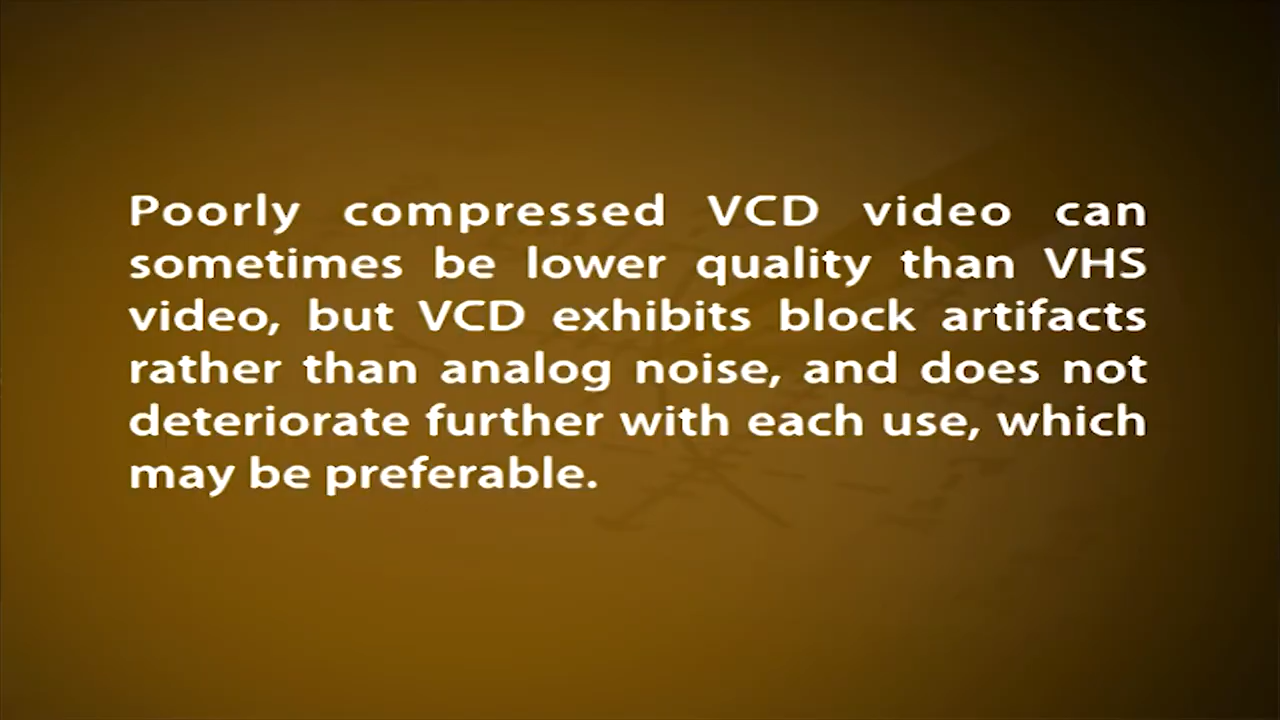 Poorly compressed VCD video can
sometimes be lower quality than VHS
video, but VCD exhibits block artifacts
rather than analog noise, and does not
deteriorate further with each use, which
may be preferable.